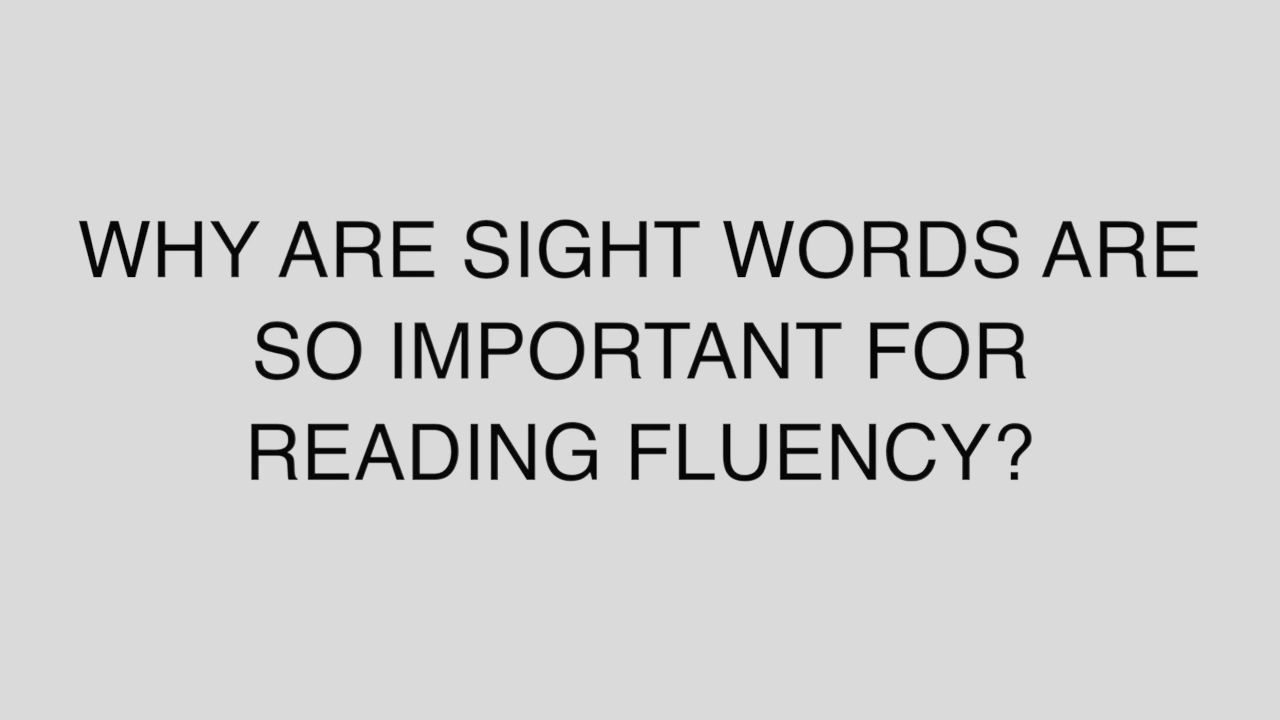 WHY ARE SIGHT WORDS ARE
SO IMPORTANT FOR
READING FLUENCY?